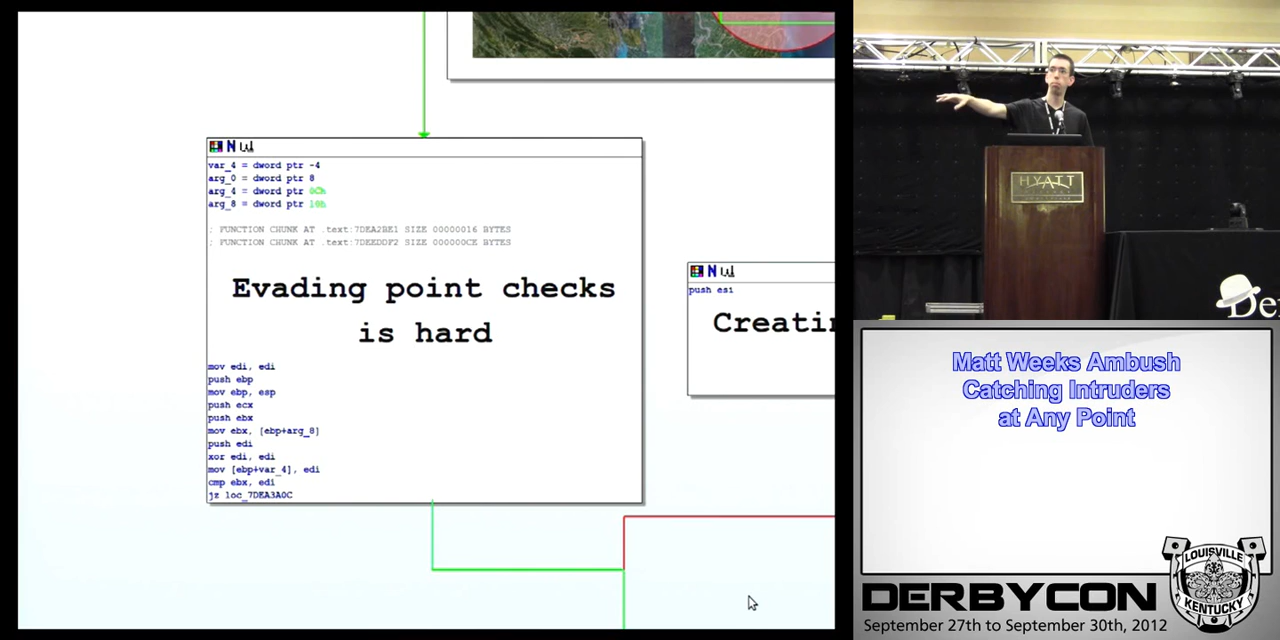 var_4 = dword ptr -4
arg_0 = dword ptr 8
arg_4 = dword ptr 0Ch
arg_8 = dword ptr 10h
; FUNCTION CHUNK AT .text:7DEA2BE1 SIZE 00000016 BYTES
; FUNCTION CHUNK AT .text:7DEEDDF2 SIZE 000000CE BYTES
Evading point checks
is hard
mov edi, edi
push ebp
mov ebp, esp
push ecx
push ebx
mov ebx, [ebp+arg_8]
push edi
xor edi, edi
mov [ebp+var_4], edi
cmp ebx, edi
jz loc_7DEA3A0C
push esi
Creatin
HYATT
De
Matt Weeks Ambush
Catching Intruders
at Any Point
LOUISVILLE
KENTUCKY
DERBYCON
September 27th to September 30th, 2012